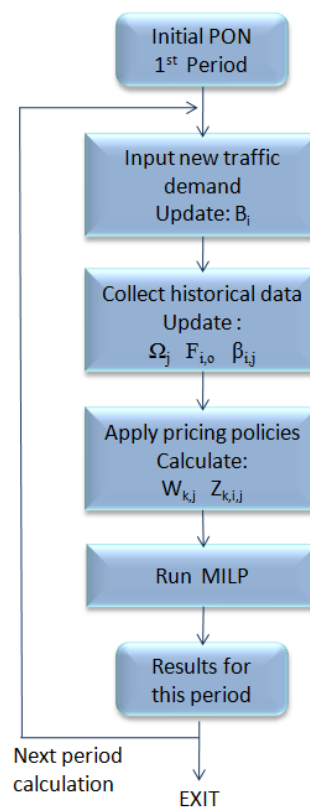 Initial PON
1st Period
Input new traffic
demand
Update: Bi
Collect historical data
Update :
Ωj Fi,o βi,j
Apply pricing policies
Calculate:
Wk,j Zk,i,j
Run MILP
Results for
this period
Next period
calculation
EXIT